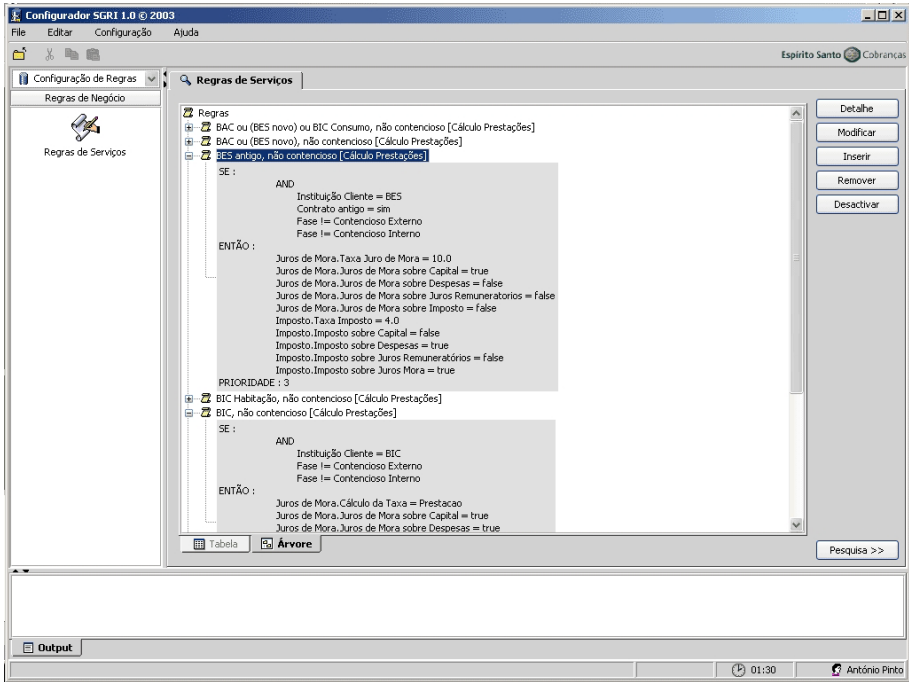 Configurador SGRI 1.0 © 2003
File Editar Configuração Ajuda
Espírito Santo Cobranças
Configuração de Regras
Regras de Negócio
Regras de Serviços
Regras de Serviços
Regras
BAC ou (BES novo) ou BIC Consumo, não contencioso [Cálculo Prestações]
BAC ou (BES novo), não contencioso [Cálculo Prestações]
BES antigo, não contencioso [Cálculo Prestações]
SE :
AND
Instituição Cliente = BES
Contrato antigo = sim
Fase != Contencioso Externo
Fase != Contencioso Interno
ENTÃO :
Juros de Mora.Taxa Juro de Mora = 10.0
Juros de Mora.Juros de Mora sobre Capital = true
Juros de Mora.Juros de Mora sobre Despesas = false
Juros de Mora.Juros de Mora sobre Juros Remuneratorios = false
Juros de Mora.Juros de Mora sobre Imposto = false
Imposto.Taxa Imposto = 4.0
Imposto.Imposto sobre Capital = false
Imposto.Imposto sobre Despesas = true
Imposto.Imposto sobre Juros Remuneratórios = false
Imposto.Imposto sobre Juros Mora = true
PRIORIDADE : 3
BIC Habitação, não contencioso [Cálculo Prestações]
BIC, não contencioso [Cálculo Prestações]
SE :
AND
Instituição Cliente = BIC
Fase != Contencioso Externo
Fase != Contencioso Interno
ENTÃO :
Juros de Mora.Cálculo da Taxa = Prestacao
Juros de Mora.Juros de Mora sobre Capital = true
Juros de Mora.Juros de Mora sobre Despesas = true
Detalhe
Modificar
Inserir
Remover
Desactivar
Tabela Árvore
Pesquisa >>
Output
01:30 António Pinto